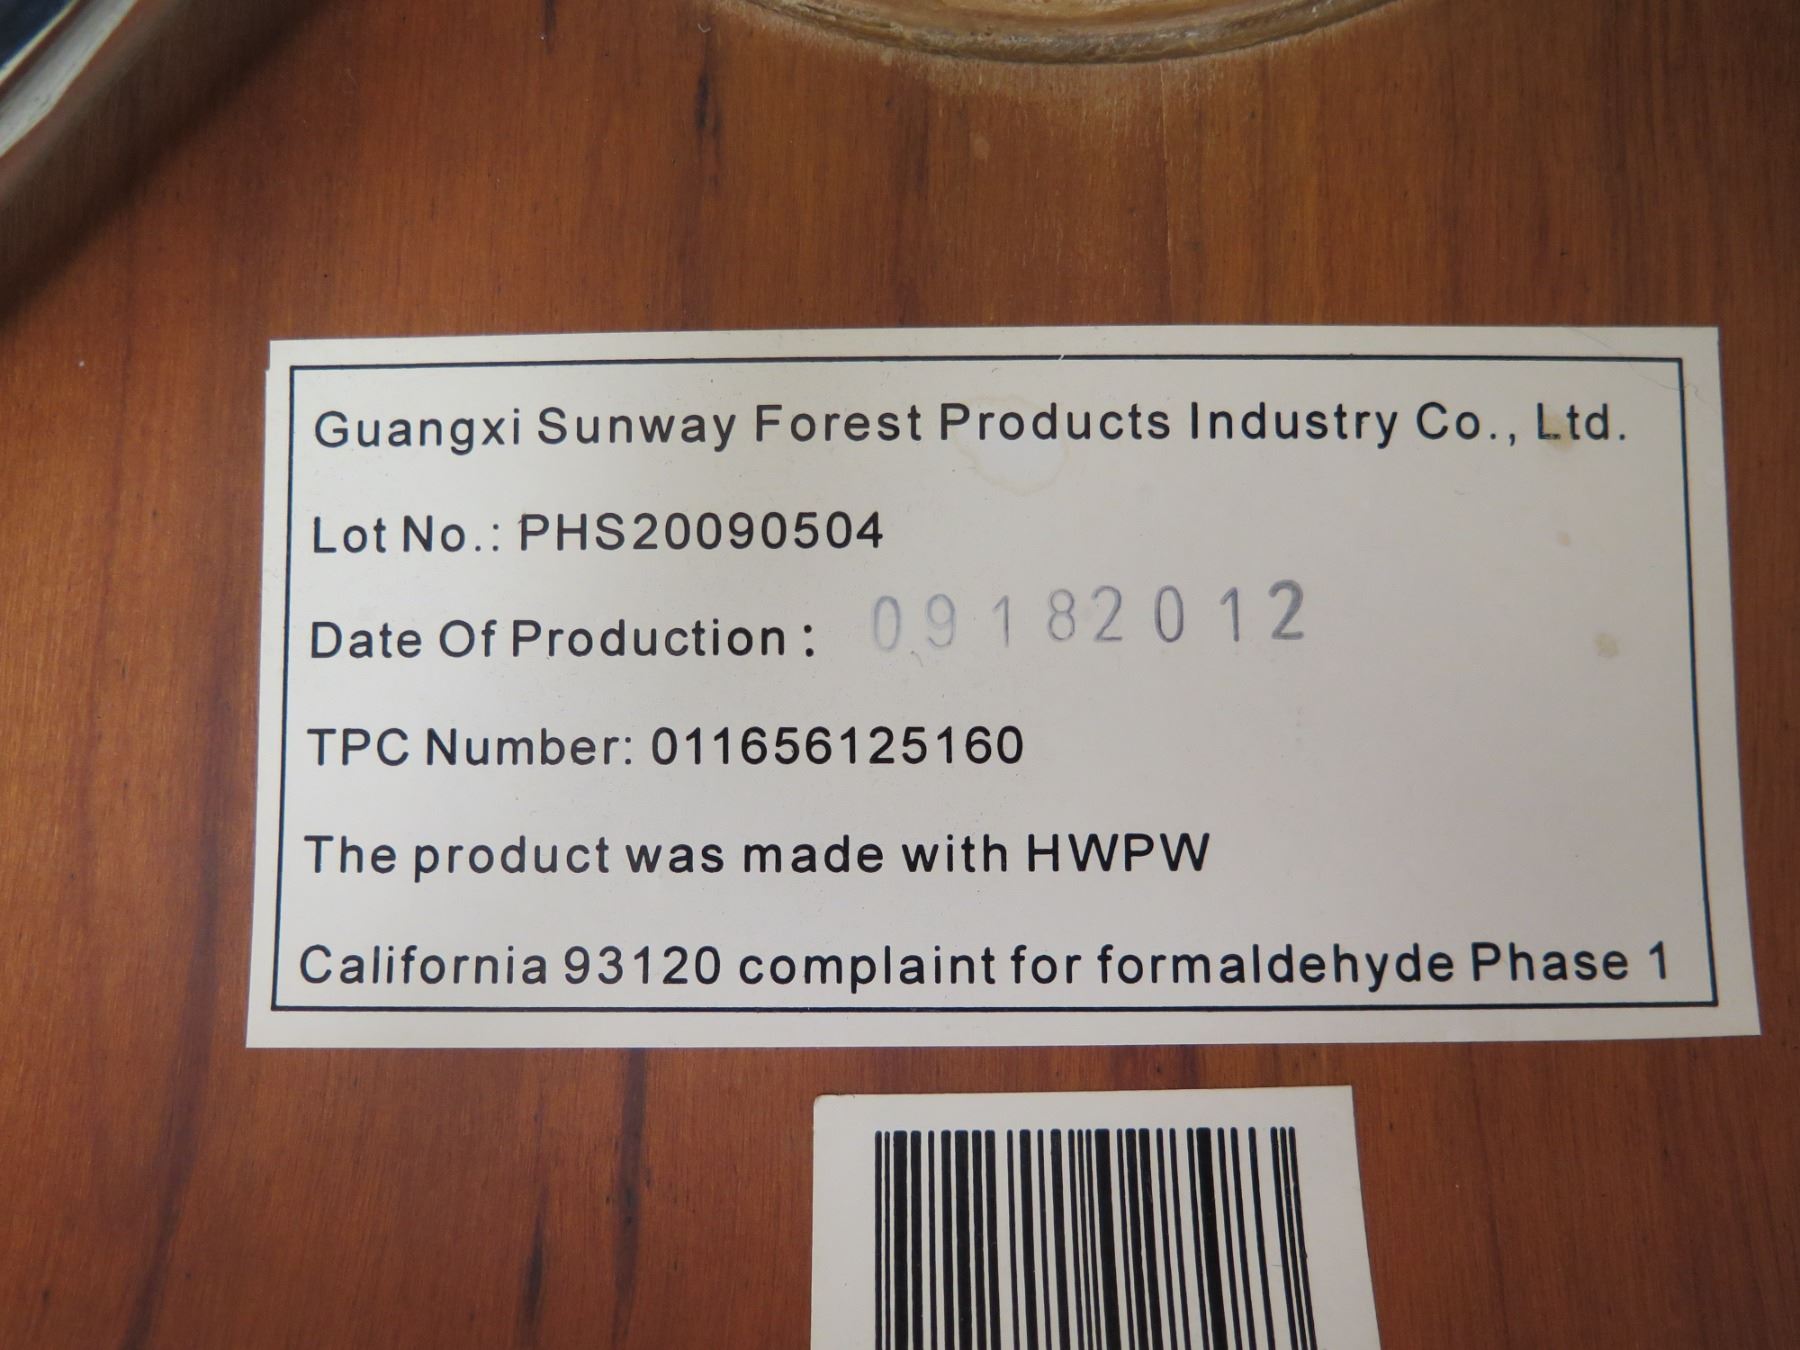 Guangxi Sunway Forest Products Industry Co., Ltd.
Lot No.: PHS20090504
Date Of Production : 09182012
TPC Number: 011656125160
The product was made with HWPW
California 93120 complaint for formaldehyde Phase 1